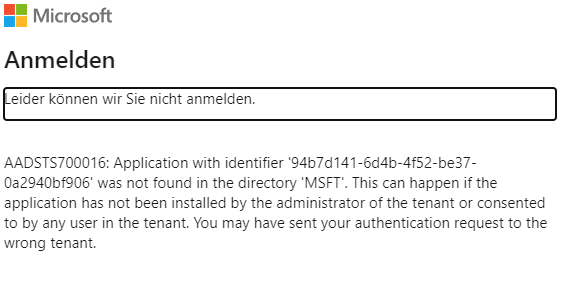 Microsoft
Anmelden
Leider können wir Sie nicht anmelden.
AADSTS700016: Application with identifier '94b7d141-6d4b-4f52-be37-
0a2940bf906' was not found in the directory 'MSFT'. This can happen if the
application has not been installed by the administrator of the tenant or consented
to by any user in the tenant. You may have sent your authentication request to the
wrong tenant.